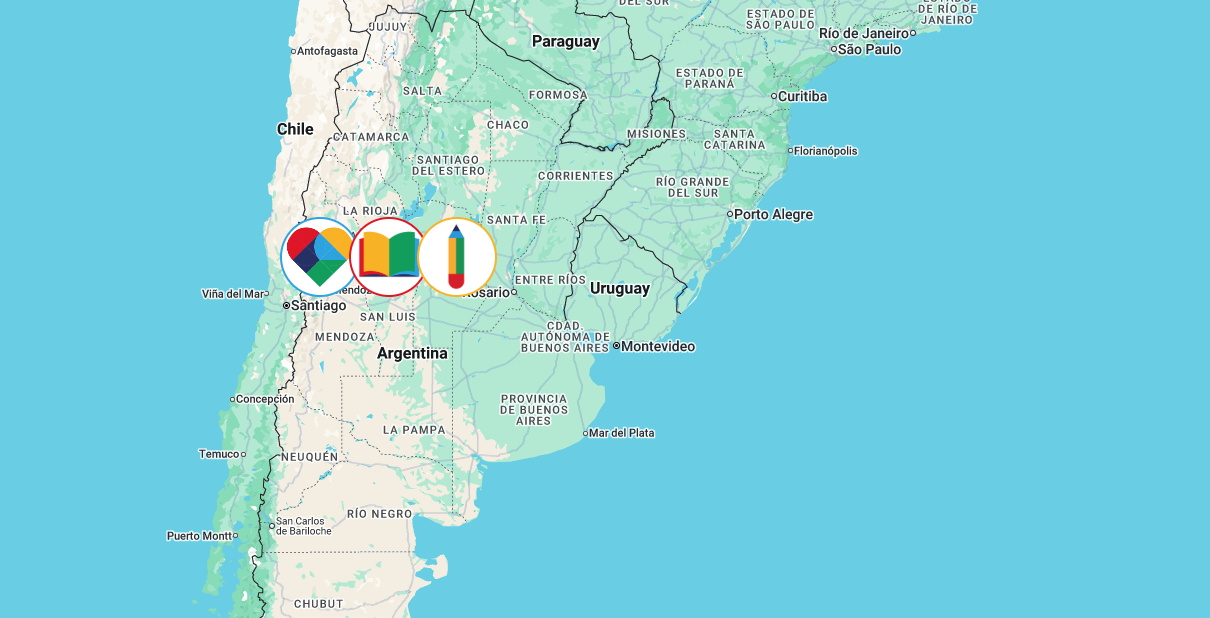 DEL SUR
ESTADO DE
SÃO PAULO
ESTADO
DE RÍO DE
JANEIRO
JUJUY
Paraguay
Río de Janeiro
São Paulo
Antofagasta
ESTADO DE
PARANÁ
SALTA
FORMOSA
Curitiba
Chile
CATAMARCA
CHACO
MISIONES
SANTA
CATARINA
Florianópolis
SANTIAGO
DEL ESTERO
CORRIENTES
RÍO GRANDE
DEL SUR
LA RIOJA
SANTA FE
Porto Alegre
ENTRE RÍOS
Uruguay
Viña del Mar
Mendoza
Rosario
Santiago
SAN LUIS
MENDOZA
CDAD.
AUTÓNOMA DE
BUENOS AIRES
Montevideo
Argentina
Concepción
PROVINCIA
DE BUENOS
AIRES
LA PAMPA
Mar del Plata
Temuco
NEUQUÉN
RÍO NEGRO
San Carlos
de Bariloche
Puerto Montt
CHUBUT